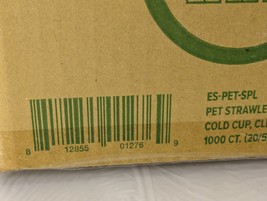 ES-PET-SPL
PET STRAWLE
COLD CUP, CL
1000 CT. (20/5
8 12855 01276 9